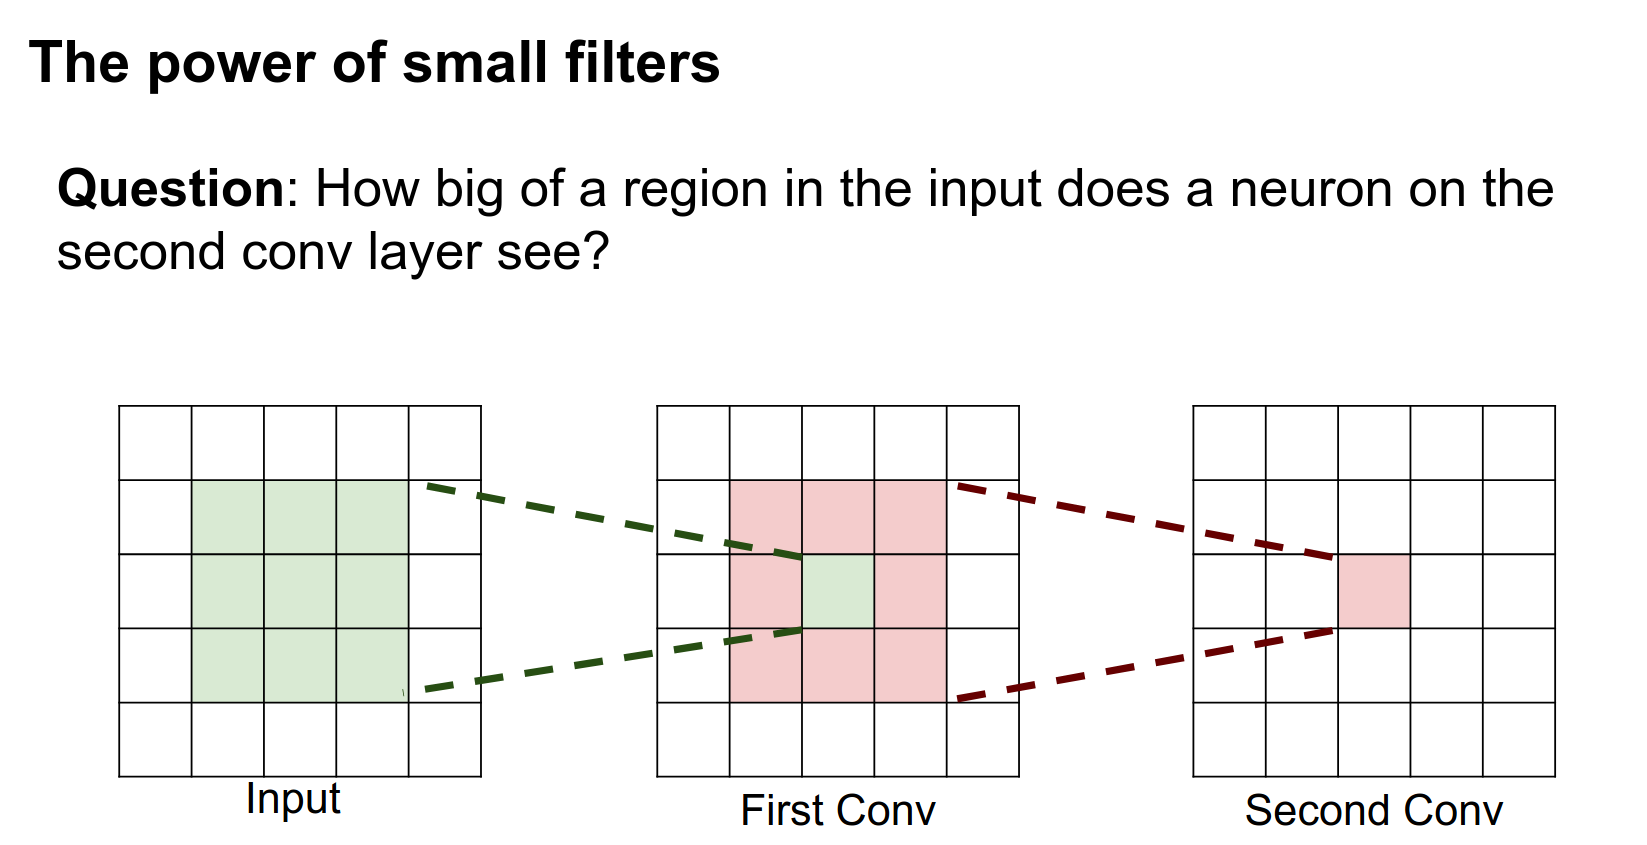 The power of small filters
Question: How big of a region in the input does a neuron on the
second conv layer see?
Input
First Conv
Second Conv